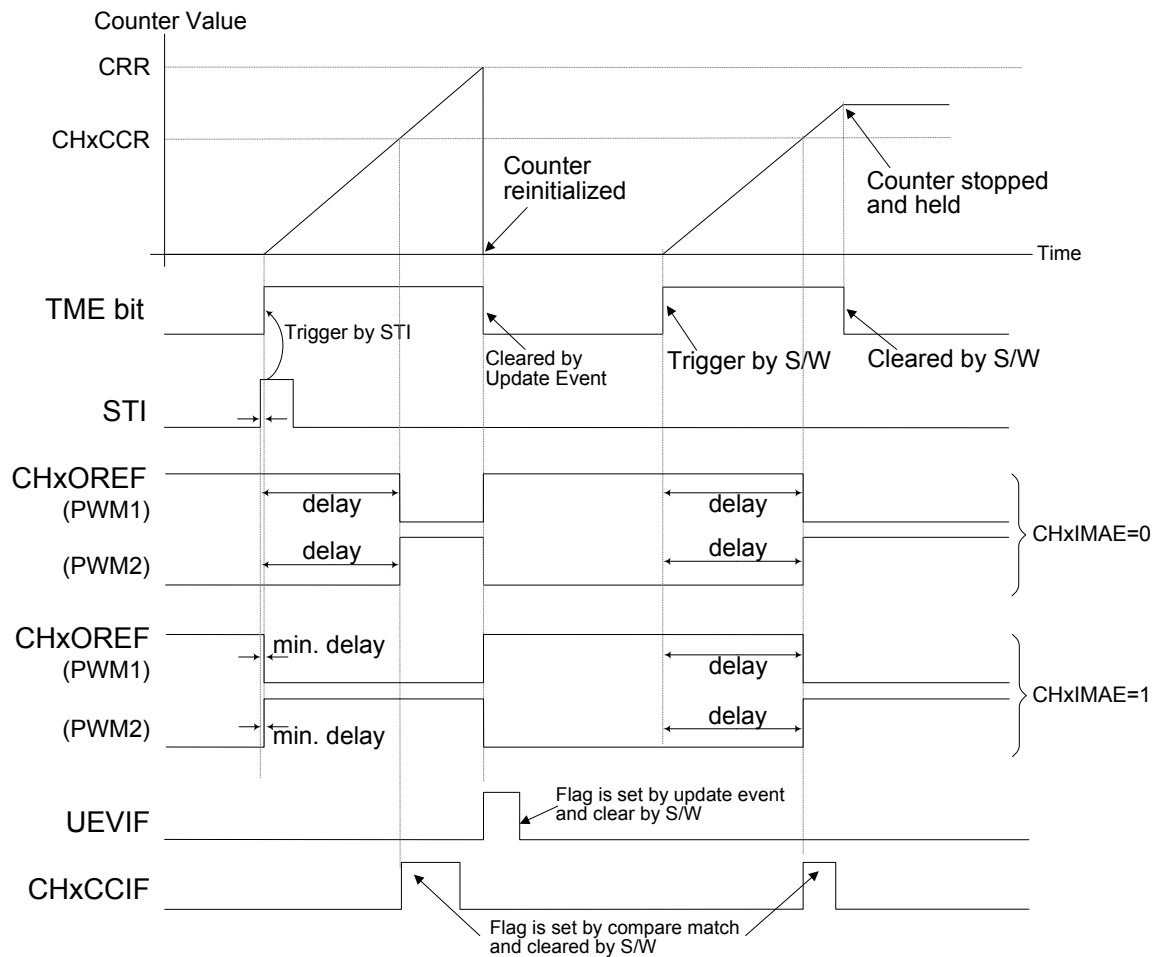 Counter Value
CRR
CHxCCR
Counter
reinitialized
Counter stopped
and held
Time
TME bit
Trigger by STI
Cleared by
Update Event
Trigger by S/W
Cleared by S/W
STI
CHxOREF
(PWM1)
delay
delay
(PWM2)
delay
delay
CHxIMAE=0
CHxOREF
(PWM1)
min. delay
delay
(PWM2)
min. delay
delay
CHxIMAE=1
UEVIF
Flag is set by update event
and clear by S/W
CHxCCIF
Flag is set by compare match
and cleared by S/W